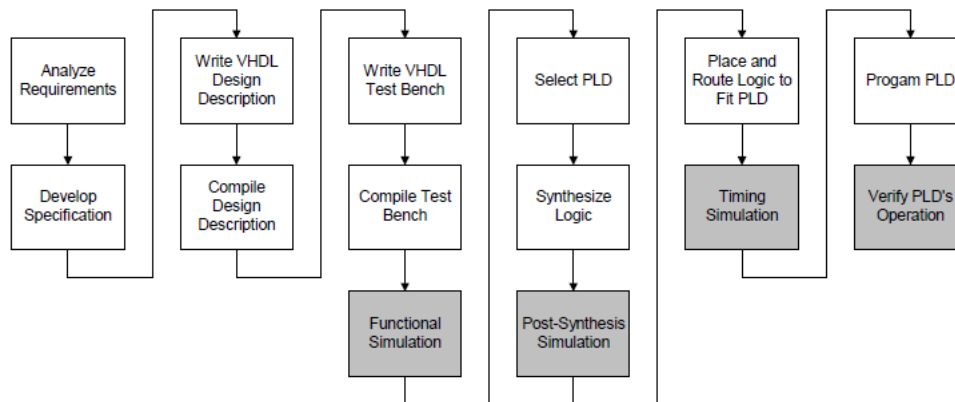 Analyze
Requirements
Develop
Specification
Write VHDL
Design
Description
Compile
Design
Description
Write VHDL
Test Bench
Compile Test
Bench
Functional
Simulation
Select PLD
Synthesize
Logic
Post-Synthesis
Simulation
Place and
Route Logic to
Fit PLD
Timing
Simulation
Progam PLD
Verify PLD's
Operation